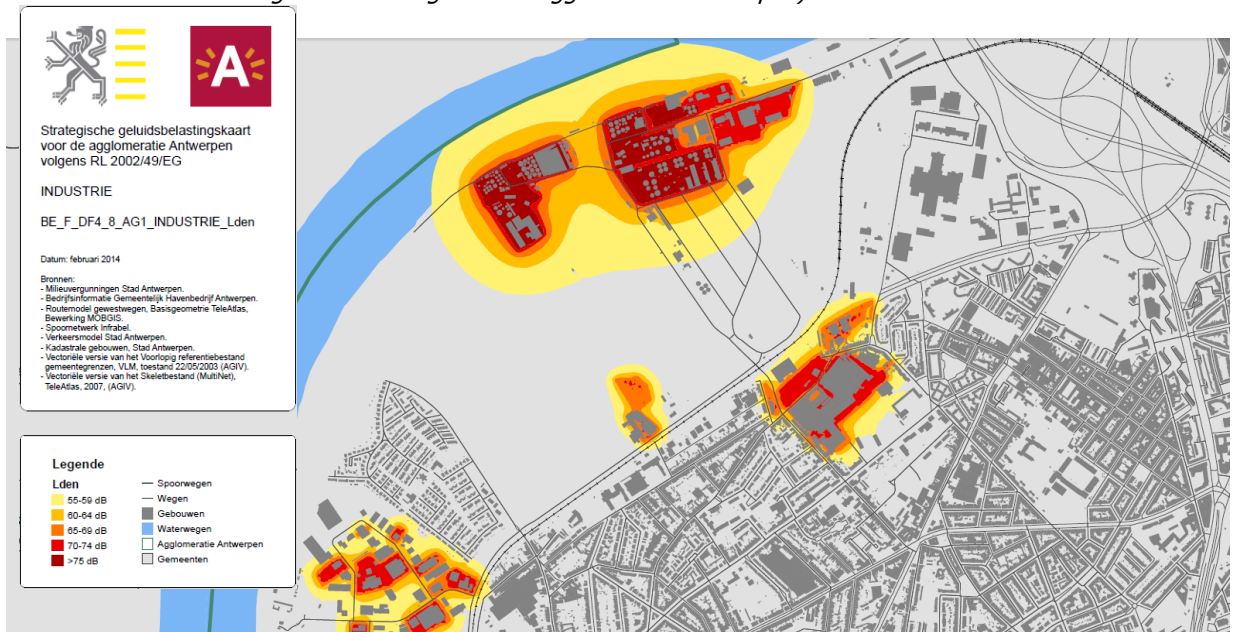 A
Strategische geluidsbelastingskaart
voor de agglomeratie Antwerpen
volgens RL 2002/49/EG
INDUSTRIE
BE_F_DF4_8_AG1_INDUSTRIE_Lden
Datum: februari 2014
Bronnen:
- Milieuvergunningen Stad Antwerpen.
- Bedrijfsinformatie Gemeentelijk Havenbedrijf Antwerpen.
- Routemodel gewestwegen, Basisgeometrie TeleAtlas,
Bewerking MOBGIS.
- Spoornetwerk Infrabel.
- Verkeersmodel Stad Antwerpen.
- Kadastrale gebouwen, Stad Antwerpen.
- Vectoriële versie van het Voorlopig referentiebestand
gemeentegrenzen, VLM, toestand 22/05/2003 (AGIV).
- Vectoriële versie van het Skeletbestand (MultiNet),
TeleAtlas, 2007, (AGIV).
Legende
Lden
55-59 dB
60-64 dB
65-69 dB
70-74 dB
>75 dB
Spoorwegen
Wegen
Gebouwen
Waterwegen
Agglomeratie Antwerpen
Gemeenten